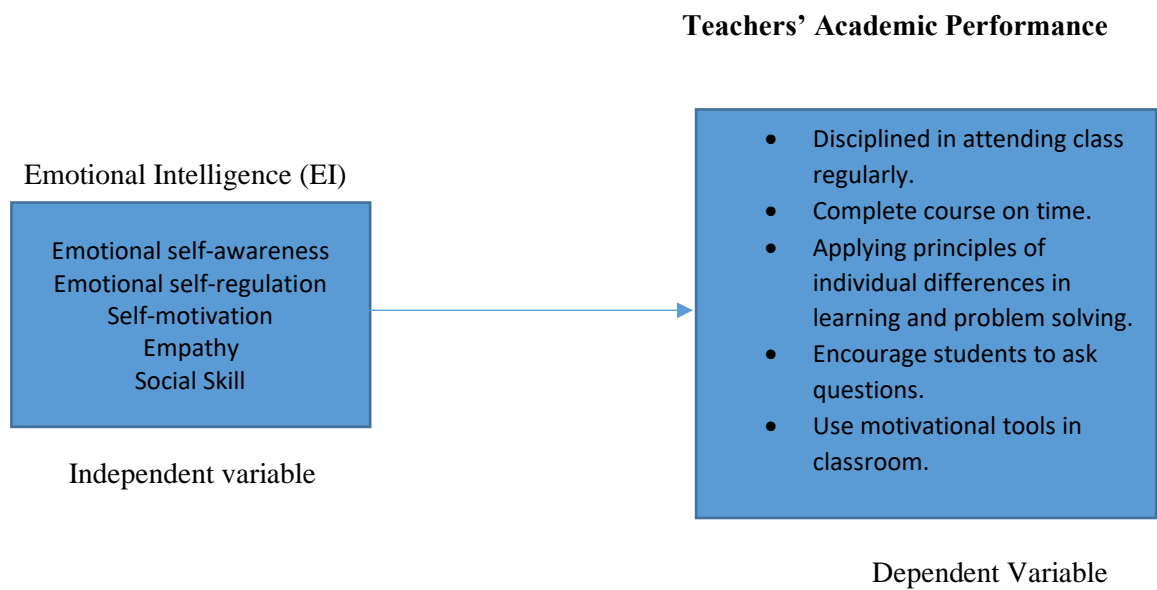 Teachers’ Academic Performance
Emotional Intelligence (EI)
Emotional self-awareness
Emotional self-regulation
Self-motivation
Empathy
Social Skill
Independent variable
• Disciplined in attending class
regularly.
• Complete course on time.
• Applying principles of
individual differences in
learning and problem solving.
• Encourage students to ask
questions.
• Use motivational tools in
classroom.
Dependent Variable